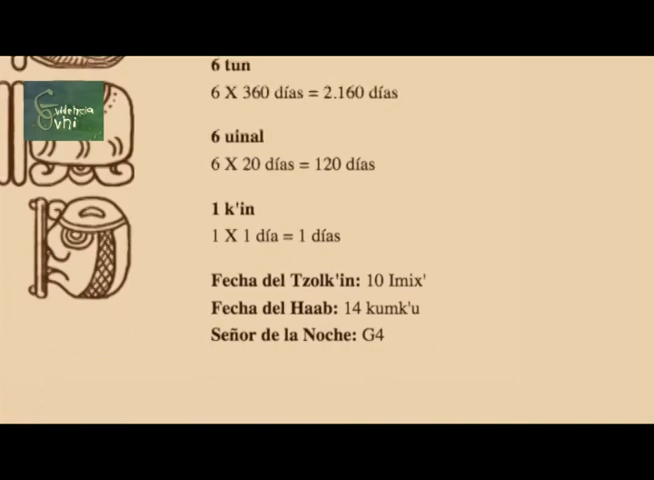 6 tun
6 X 360 días = 2.160 días
Evidencia
Ovni
6 uinal
6 X 20 días = 120 días
1 k'in
1 X 1 día = 1 días
Fecha del Tzolk'in: 10 Imix'
Fecha del Haab: 14 kumk'u
Señor de la Noche: G4